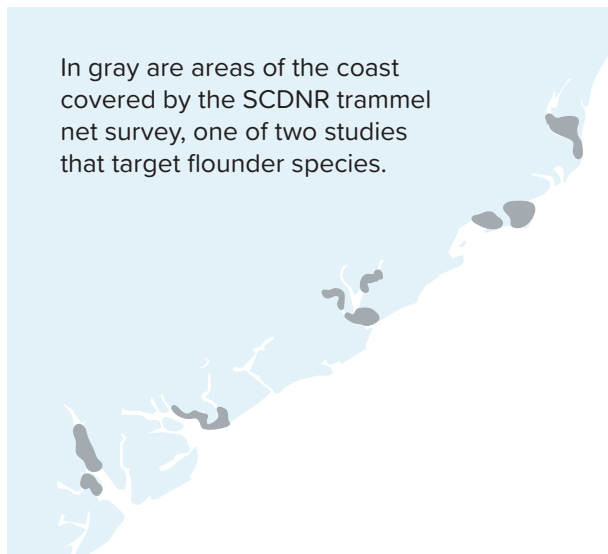 In gray are areas of the coast
covered by the SCDNR trammel
net survey, one of two studies
that target flounder species.